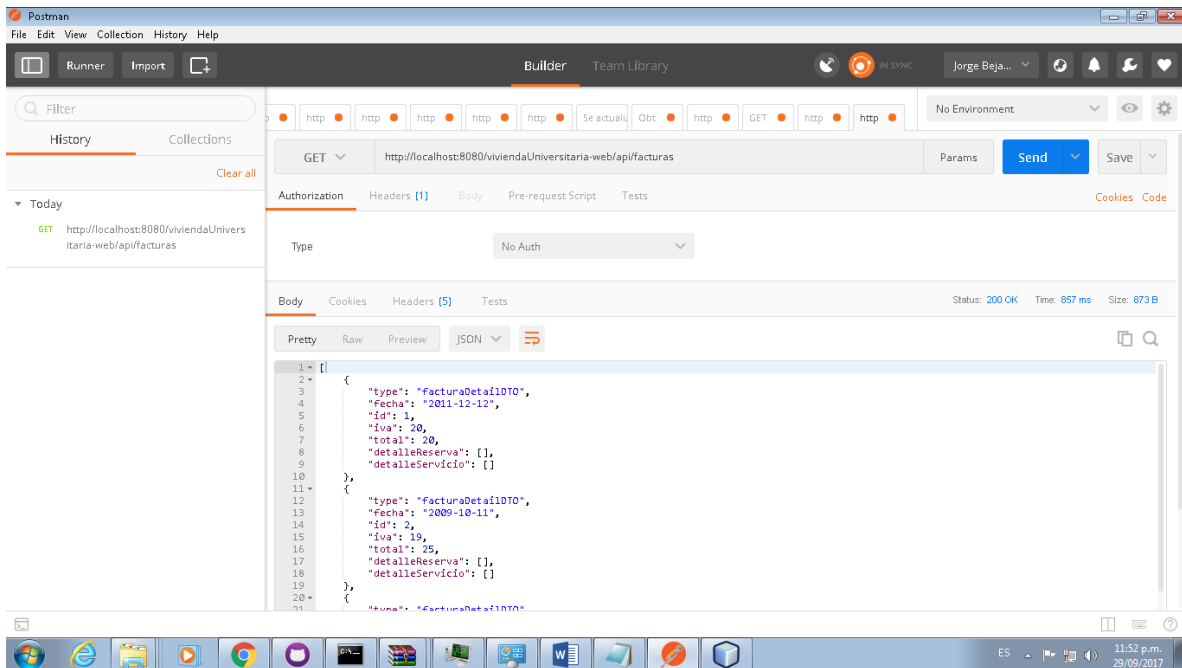 Postman
File Edit View Collection History Help
Runner Import Builder Team Library IN SYNC Jorge Beja...
Filter
History Collections
Clear all
Today
GET http://localhost:8080/viviendaUnivers
itaria-web/api/facturas
http http http http http Se actualiz Obt http GET http http
No Environment
GET http://localhost:8080/viviendaUniversitaria-web/api/facturas Params Send Save
Authorization Headers (1) Body Pre-request Script Tests Cookies Code
Type No Auth
Body Cookies Headers (5) Tests Status: 200 OK Time: 857 ms Size: 873 B
Pretty Raw Preview JSON
1 [
2 {
3 "type": "facturaDetailDTO",
4 "fecha": "2011-12-12",
5 "id": 1,
6 "iva": 20,
7 "total": 20,
8 "detalleReserva": [],
9 "detalleServicio": []
10 },
11 {
12 "type": "facturaDetailDTO",
13 "fecha": "2009-10-11",
14 "id": 2,
15 "iva": 19,
16 "total": 25,
17 "detalleReserva": [],
18 "detalleServicio": []
19 },
20 {
21 "type": "facturaDetailDTO"
ES 11:52 p.m.
29/09/2017